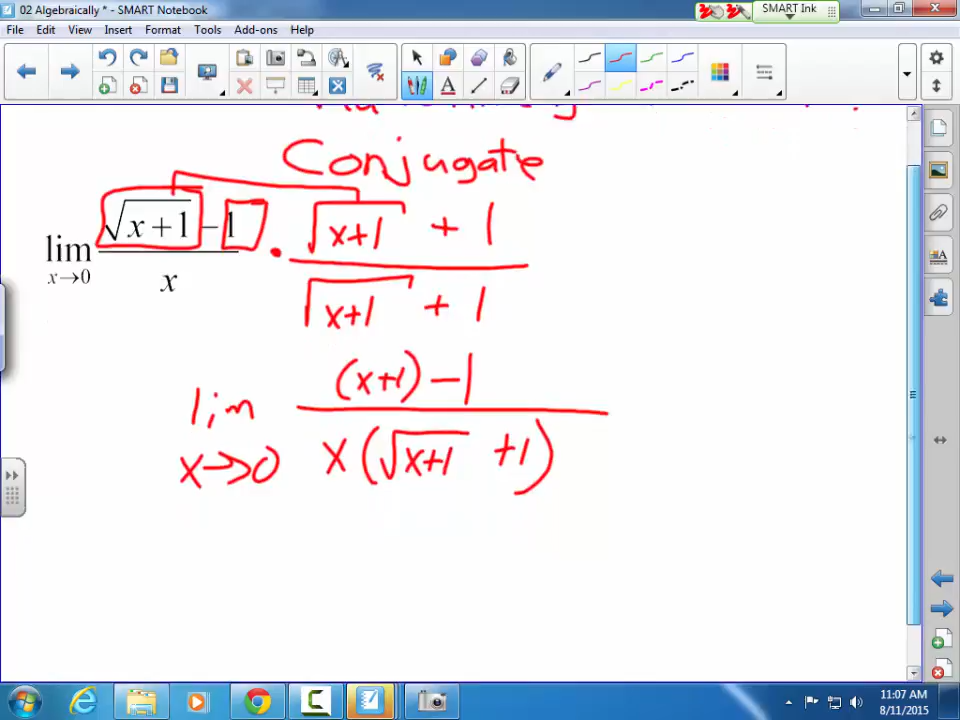 02 Algebraically * - SMART Notebook
SMART Ink
File Edit View Insert Format Tools Add-ons Help
Conjugate
lim x→0 (√(x+1) − 1)/x · (√(x+1) + 1)/(√(x+1) + 1)
lim x→0 ((x+1) − 1)/(x(√(x+1) + 1))
11:07 AM
8/11/2015